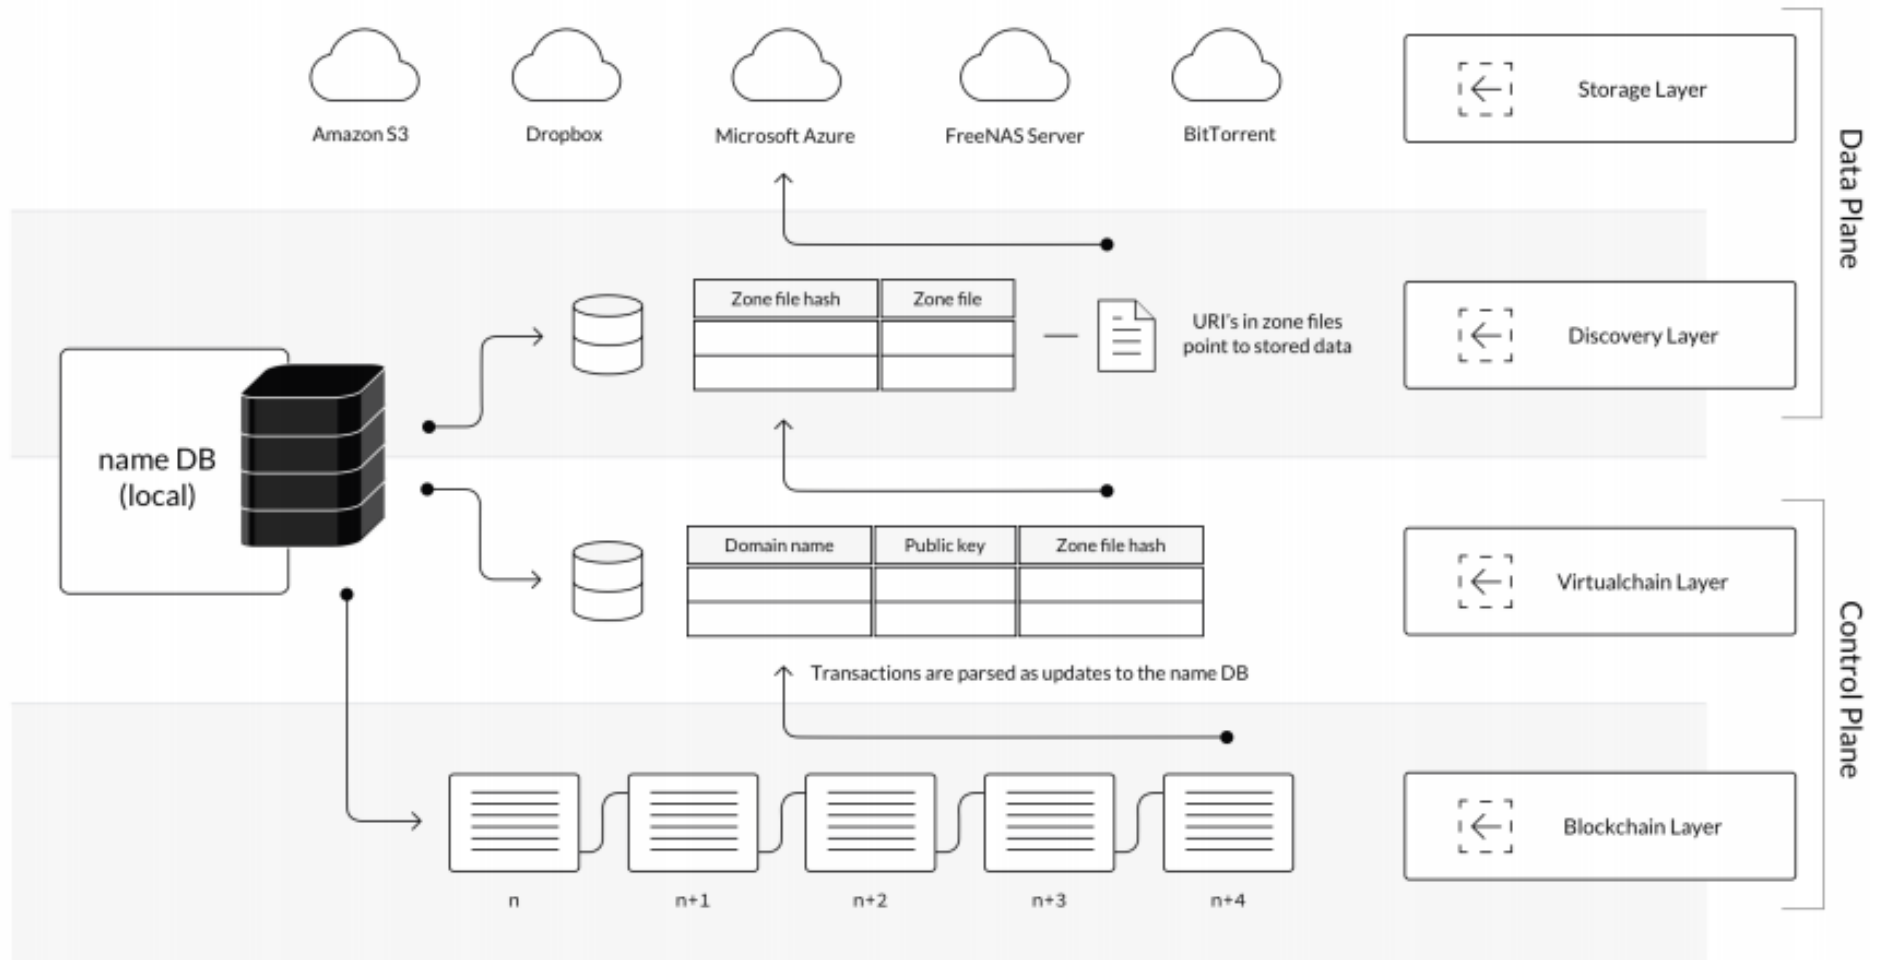 Amazon S3
Dropbox
Microsoft Azure
FreeNAS Server
BitTorrent
Storage Layer
Data Plane
Zone file hash
Zone file
URI's in zone files
point to stored data
Discovery Layer
name DB
(local)
Domain name
Public key
Zone file hash
Virtualchain Layer
Control Plane
Transactions are parsed as updates to the name DB
Blockchain Layer
n
n+1
n+2
n+3
n+4